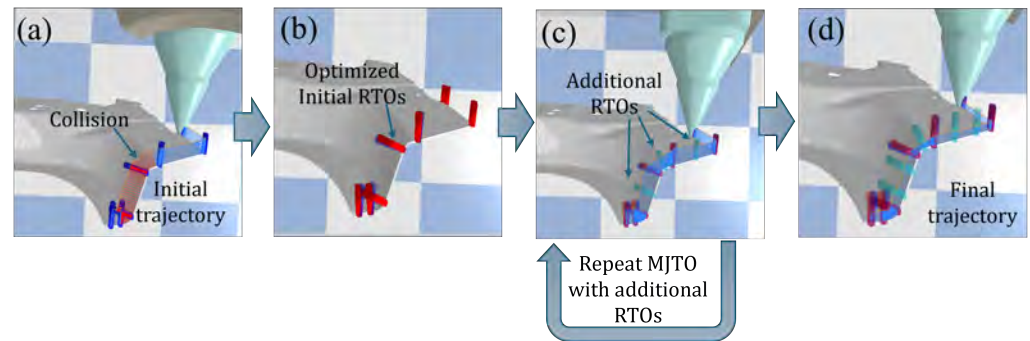 (a)
Collision
Initial
trajectory
(b)
Optimized
Initial RTOs
(c)
Additional
RTOs
Repeat MJTO
with additional
RTOs
(d)
Final
trajectory